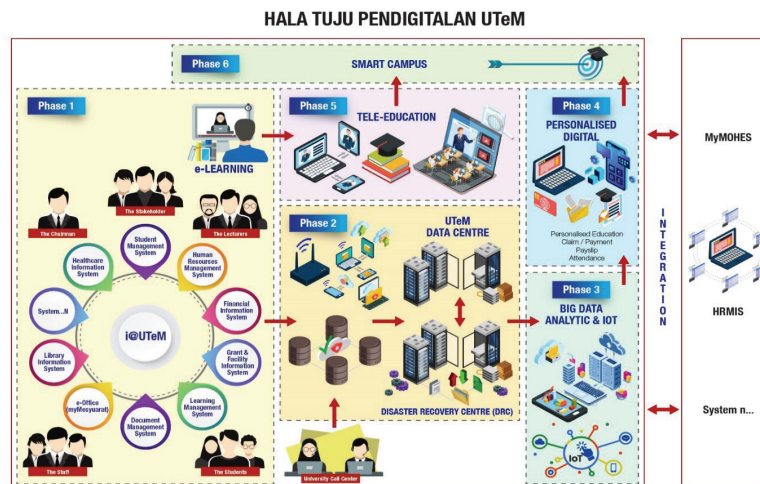 HALA TUJU PENDIGITALAN UTeM
Phase 6
SMART CAMPUS
Phase 1
e-LEARNING
The Chairman
The Stakeholder
The Lecturers
Student
Management
System
Healthcare
Information
System
Human
Resources
Management
System
System...N
Financial
Information
System
i@UTeM
Library
Information
System
Grant &
Facility
Information
System
e-Office
(myMesyuarat)
Learning
Management
System
Document
Management
System
The Staff
The Students
Phase 5
TELE-EDUCATION
Phase 2
UTeM
DATA CENTRE
DISASTER RECOVERY CENTRE (DRC)
University Call Center
Phase 4
PERSONALISED
DIGITAL
Personalised Education
Claim / Payment
Payslip
Attendance
Phase 3
BIG DATA
ANALYTIC & IOT
IoT
INTEGRATION
MyMOHES
HRMIS
System n...